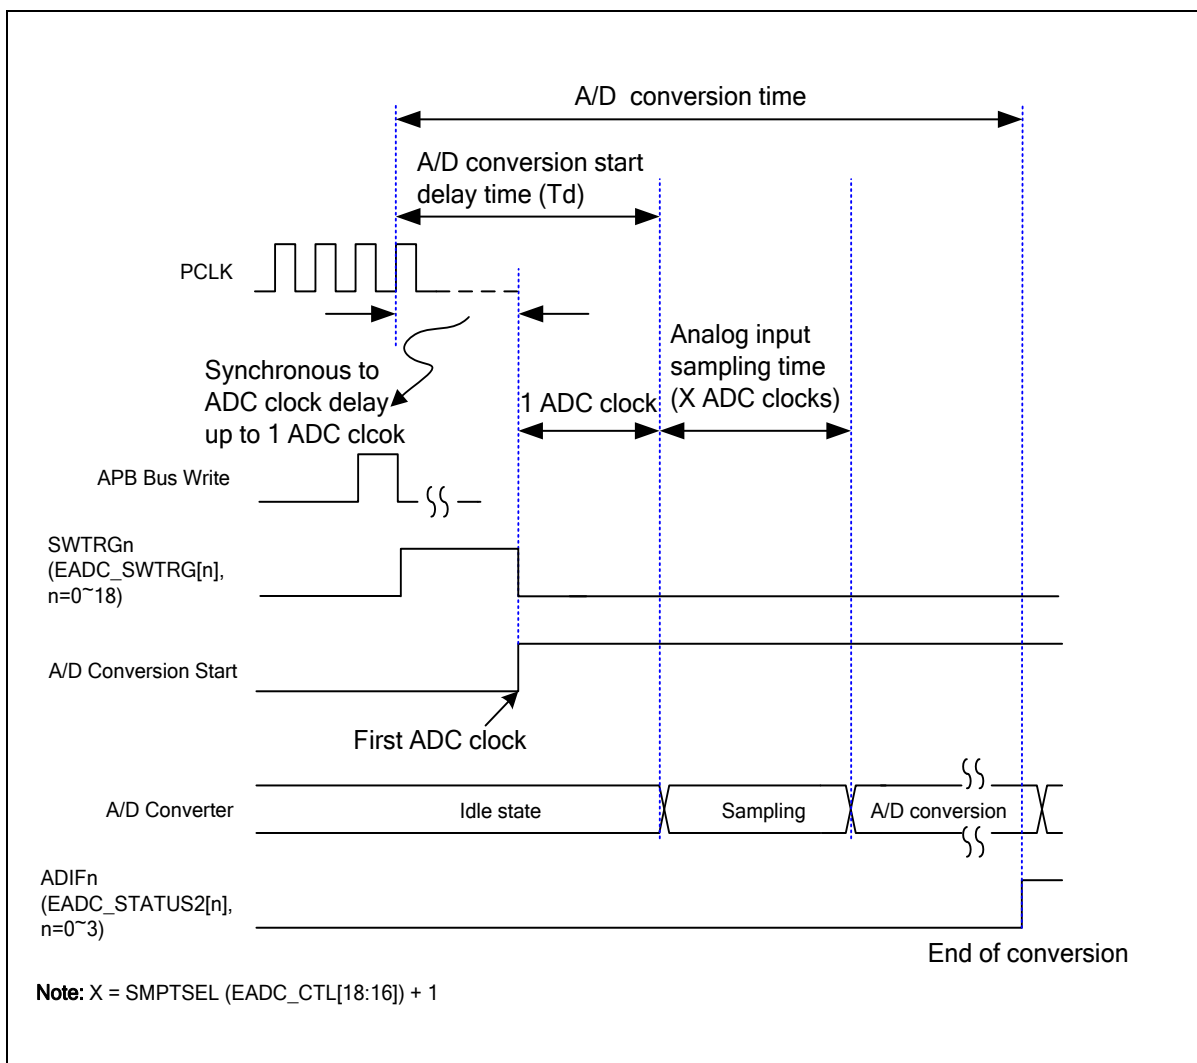 A/D conversion time
A/D conversion start
delay time (Td)
PCLK
Analog input
sampling time
(X ADC clocks)
Synchronous to
ADC clock delay
up to 1 ADC clcok
1 ADC clock
APB Bus Write
SWTRGn
(EADC_SWTRG[n],
n=0~18)
A/D Conversion Start
First ADC clock
A/D Converter
Idle state
Sampling
A/D conversion
ADIFn
(EADC_STATUS2[n],
n=0~3)
End of conversion
Note: X = SMPTSEL (EADC_CTL[18:16]) + 1